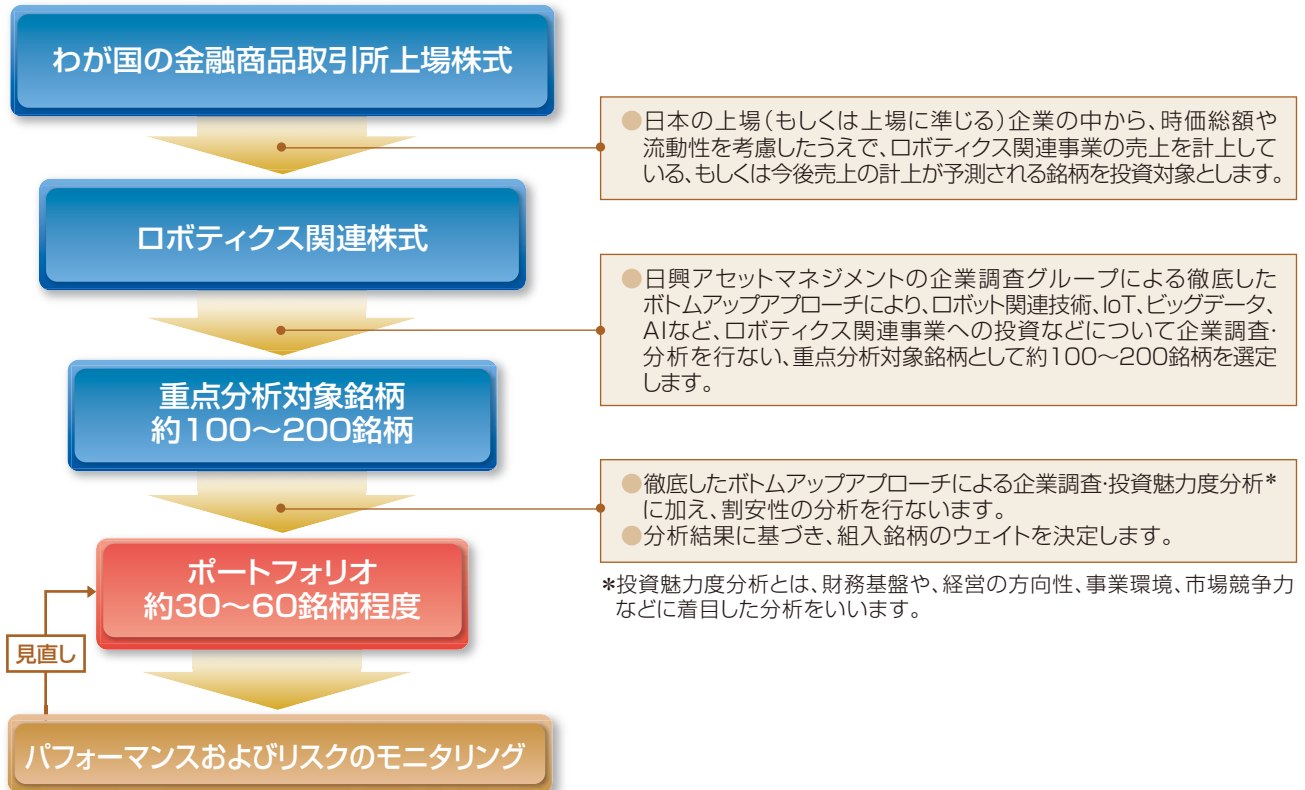 わが国の金融商品取引所上場株式
●日本の上場（もしくは上場に準じる）企業の中から、時価総額や
流動性を考慮したうえで、ロボティクス関連事業の売上を計上して
いる、もしくは今後売上の計上が予測される銘柄を投資対象とします。
ロボティクス関連株式
●日興アセットマネジメントの企業調査グループによる徹底した
ボトムアップアプローチにより、ロボット関連技術、IoT、ビッグデータ、
AIなど、ロボティクス関連事業への投資などについて企業調査・
分析を行ない、重点分析対象銘柄として約100～200銘柄を選定
します。
重点分析対象銘柄
約100～200銘柄
●徹底したボトムアップアプローチによる企業調査・投資魅力度分析*
に加え、割安性の分析を行ないます。
●分析結果に基づき、組入銘柄のウェイトを決定します。
*投資魅力度分析とは、財務基盤や、経営の方向性、事業環境、市場競争力
などに着目した分析をいいます。
ポートフォリオ
約30～60銘柄程度
見直し
パフォーマンスおよびリスクのモニタリング